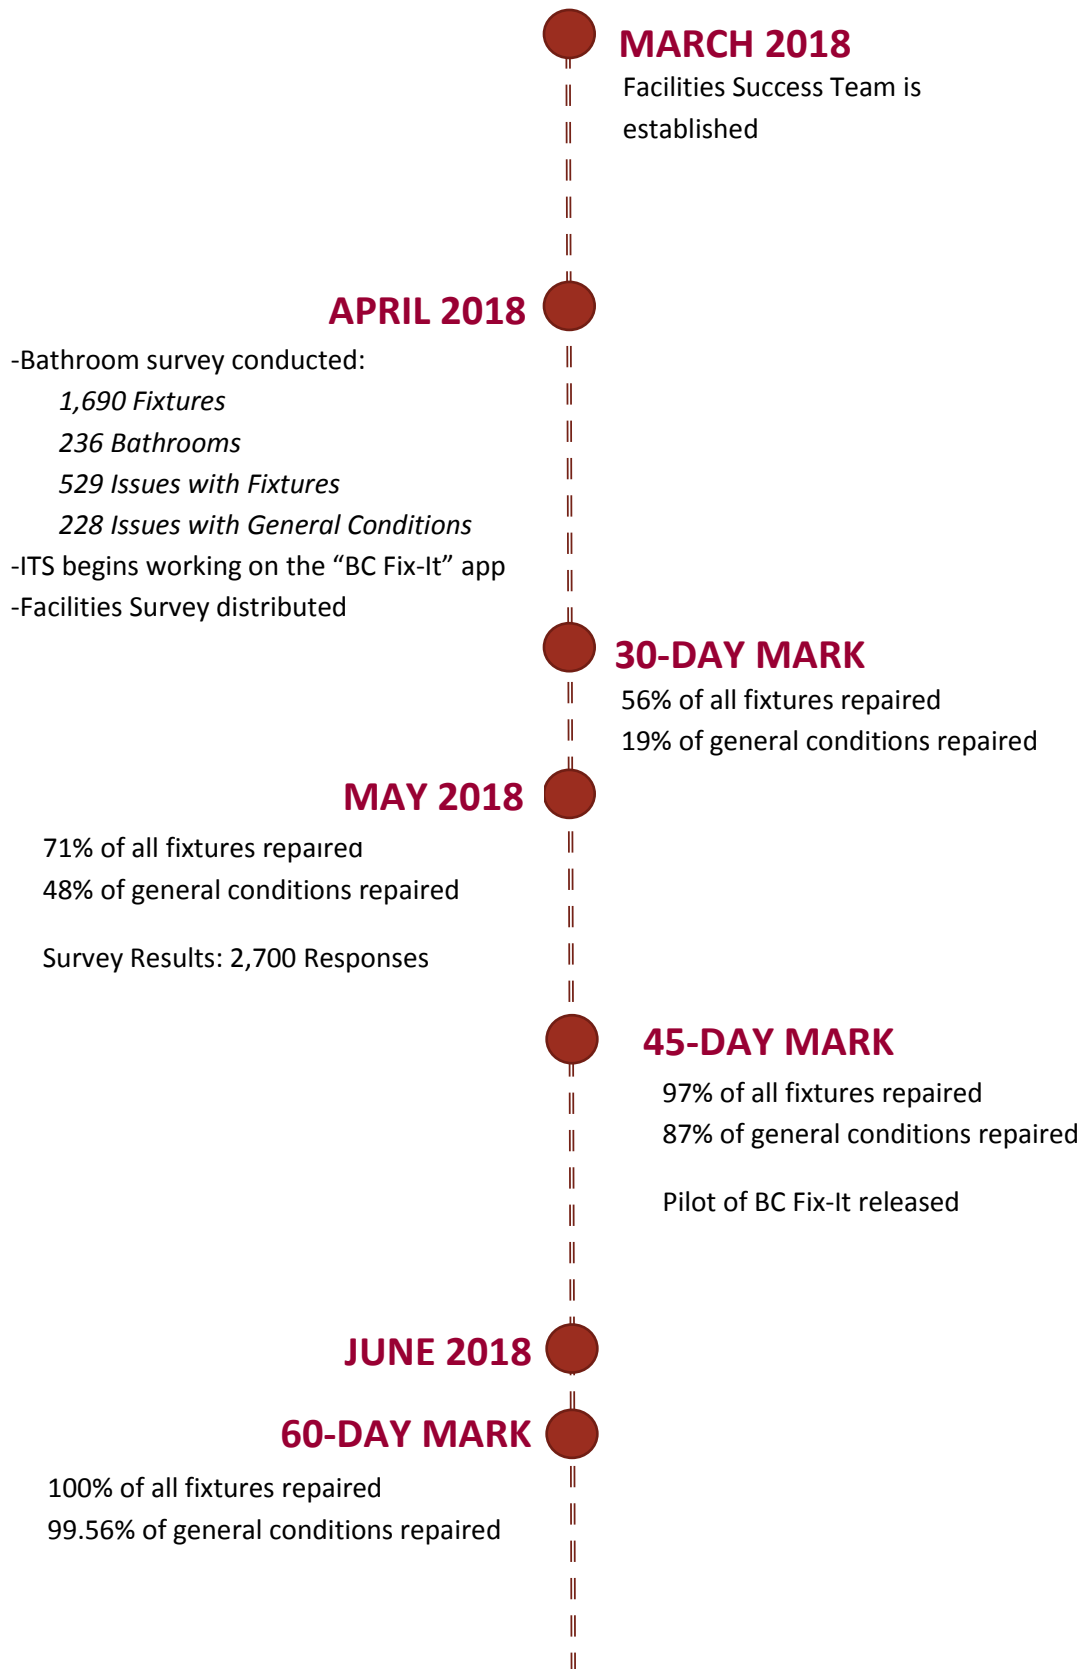 MARCH 2018
Facilities Success Team is
established
APRIL 2018
-Bathroom survey conducted:
1,690 Fixtures
236 Bathrooms
529 Issues with Fixtures
228 Issues with General Conditions
-ITS begins working on the “BC Fix-It” app
-Facilities Survey distributed
30-DAY MARK
56% of all fixtures repaired
19% of general conditions repaired
MAY 2018
71% of all fixtures repaired
48% of general conditions repaired
Survey Results: 2,700 Responses
45-DAY MARK
97% of all fixtures repaired
87% of general conditions repaired
Pilot of BC Fix-It released
JUNE 2018
60-DAY MARK
100% of all fixtures repaired
99.56% of general conditions repaired